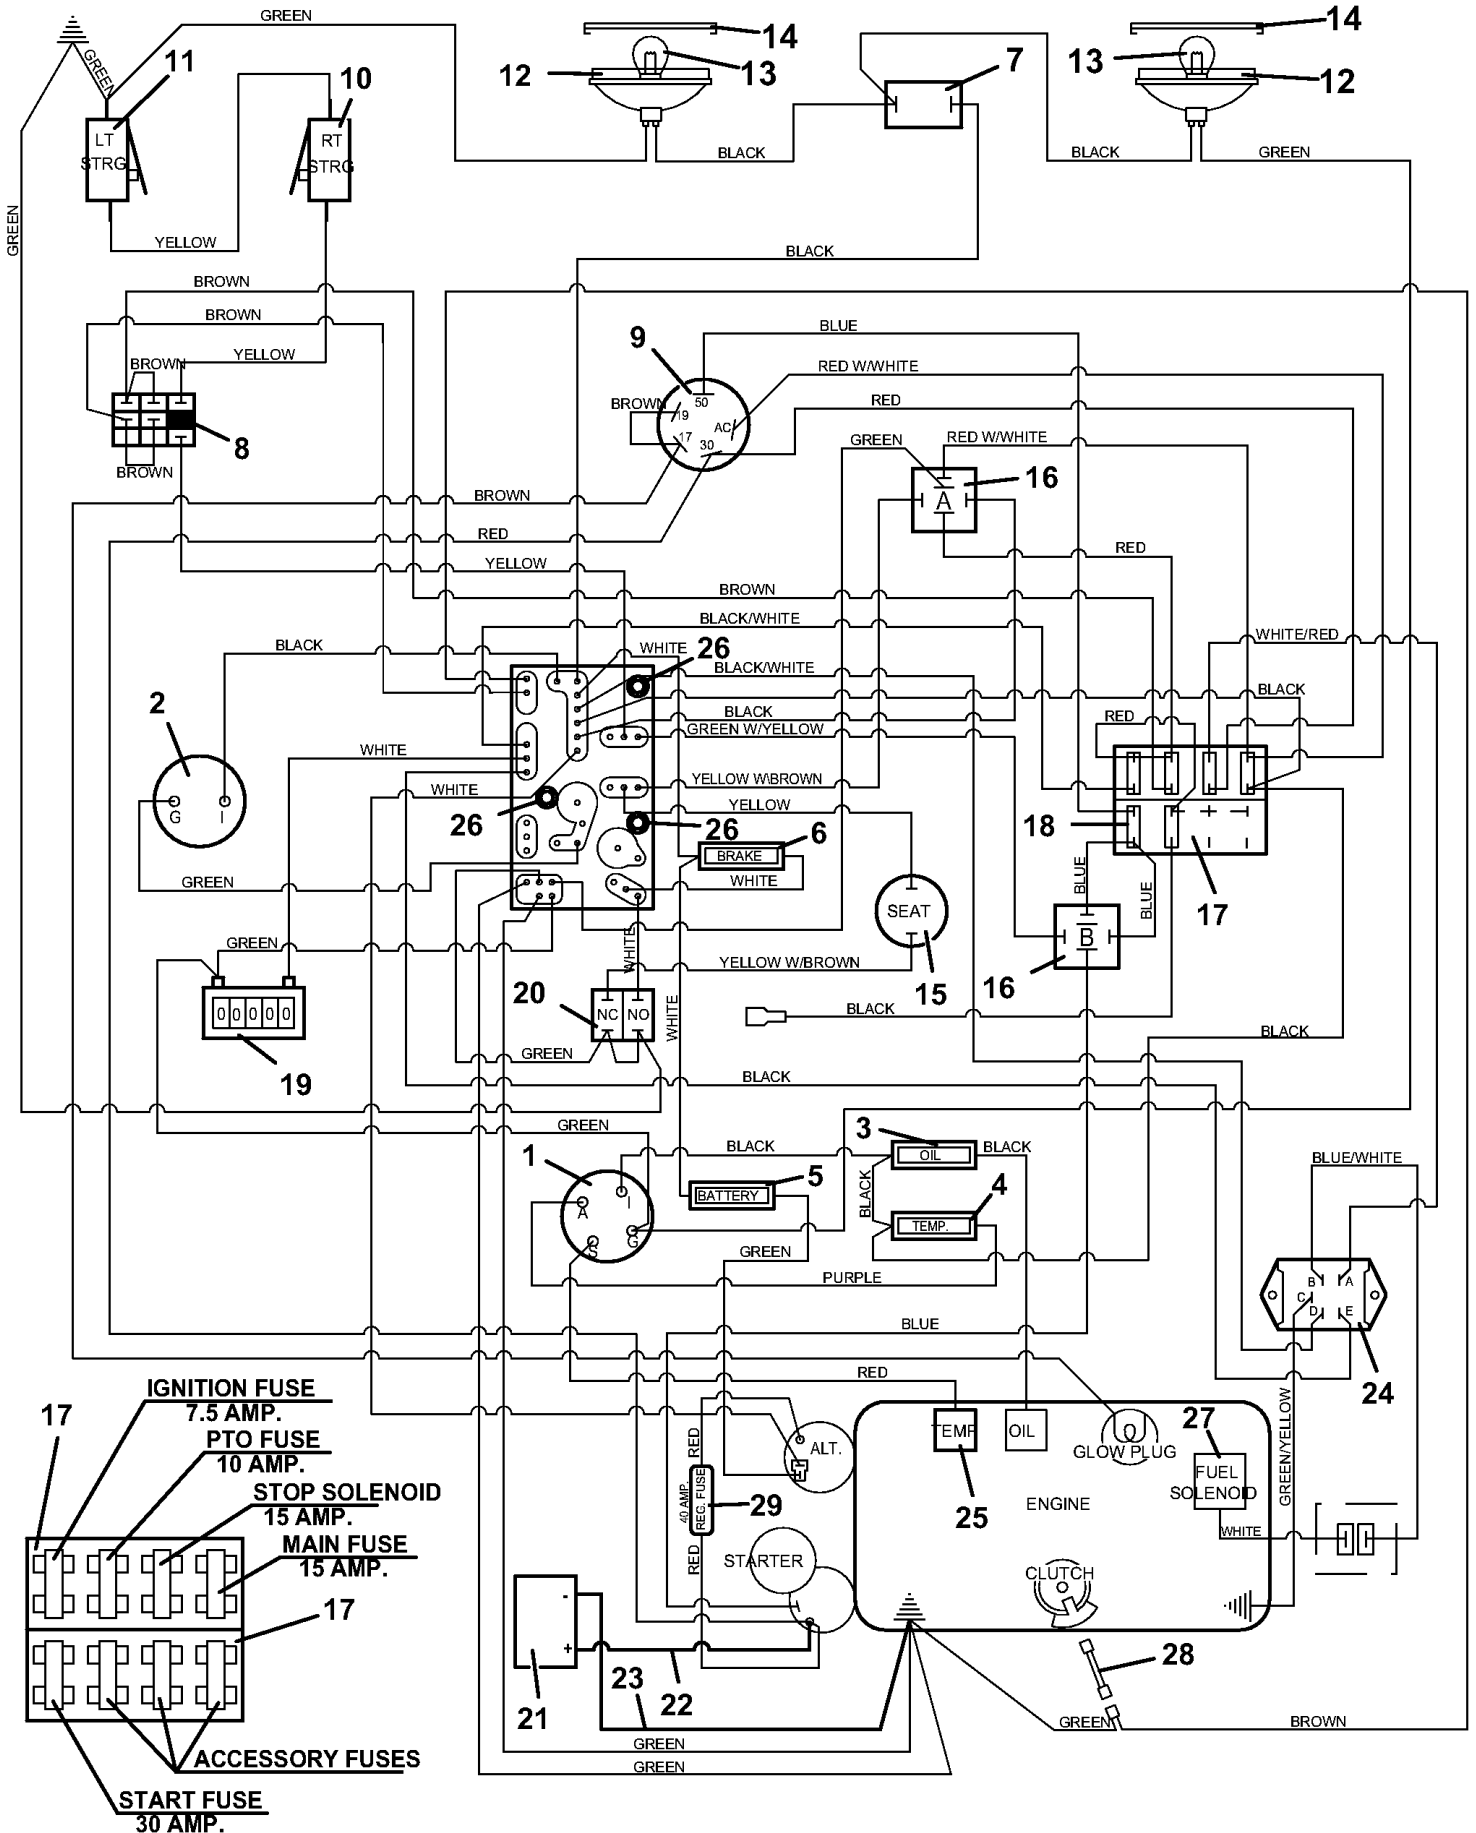 GREEN
14
14
GREEN
11
10
12
13
7
13
12
LT
STRG
RT
STRG
BLACK
BLACK
GREEN
GREEN
YELLOW
BLACK
BROWN
BROWN
BLUE
9
YELLOW
BROWN
RED W/WHITE
BROWN
50
19
AC
17
30
RED
8
GREEN
RED W/WHITE
BROWN
16
A
BROWN
RED
RED
YELLOW
BROWN
BLACK/WHITE
WHITE/RED
BLACK
WHITE
26
BLACK/WHITE
BLACK
2
BLACK
RED
GREEN W/YELLOW
WHITE
YELLOW W\BROWN
WHITE
YELLOW
G
I
26
26
6
18
BRAKE
BLUE
WHITE
GREEN
BLUE
17
SEAT
B
GREEN
WHITE
YELLOW W/BROWN
15
16
20
NC
NO
WHITE
BLACK
0 0 0 0 0
BLACK
GREEN
19
BLACK
GREEN
3
1
BLACK
OIL
BLACK
BLUE/WHITE
5
BATTERY
BLACK
4
A
I
G
S
TEMP.
GREEN
PURPLE
B
A
C
D
E
BLUE
24
RED
IGNITION FUSE
7.5 AMP.
17
PTO FUSE
10 AMP.
STOP SOLENOID
15 AMP.
MAIN FUSE
15 AMP.
17
ACCESSORY FUSES
START FUSE
30 AMP.
RED
ALT.
TEMP
OIL
GLOW PLUG
27
FUEL
SOLENOID
GREEN/YELLOW
40 AMP.
REG. FUSE
29
25
ENGINE
WHITE
RED
STARTER
CLUTCH
-
+
21
22
23
28
GREEN
BROWN
GREEN
GREEN